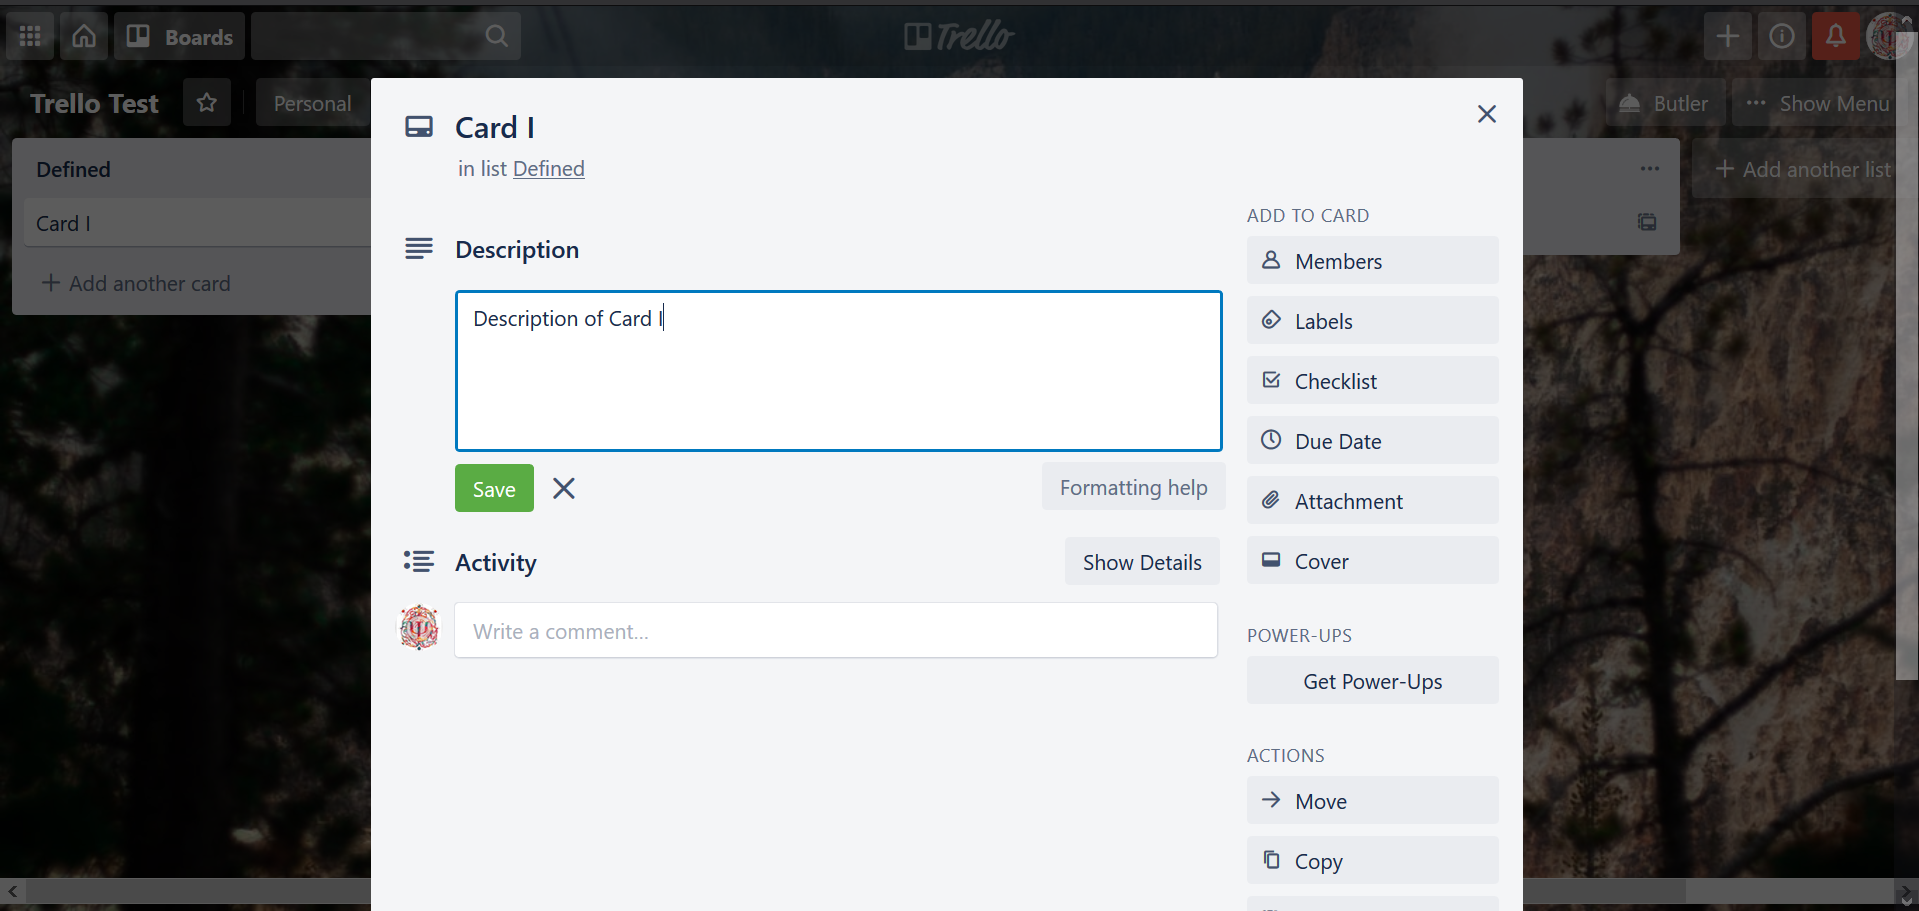 Boards
Trello
Trello Test
Personal
Butler
Show Menu
Defined
Card I
Add another card
Add another list
Card I
in list Defined
Description
Description of Card I
Save
Formatting help
Activity
Show Details
Write a comment...
ADD TO CARD
Members
Labels
Checklist
Due Date
Attachment
Cover
POWER-UPS
Get Power-Ups
ACTIONS
Move
Copy